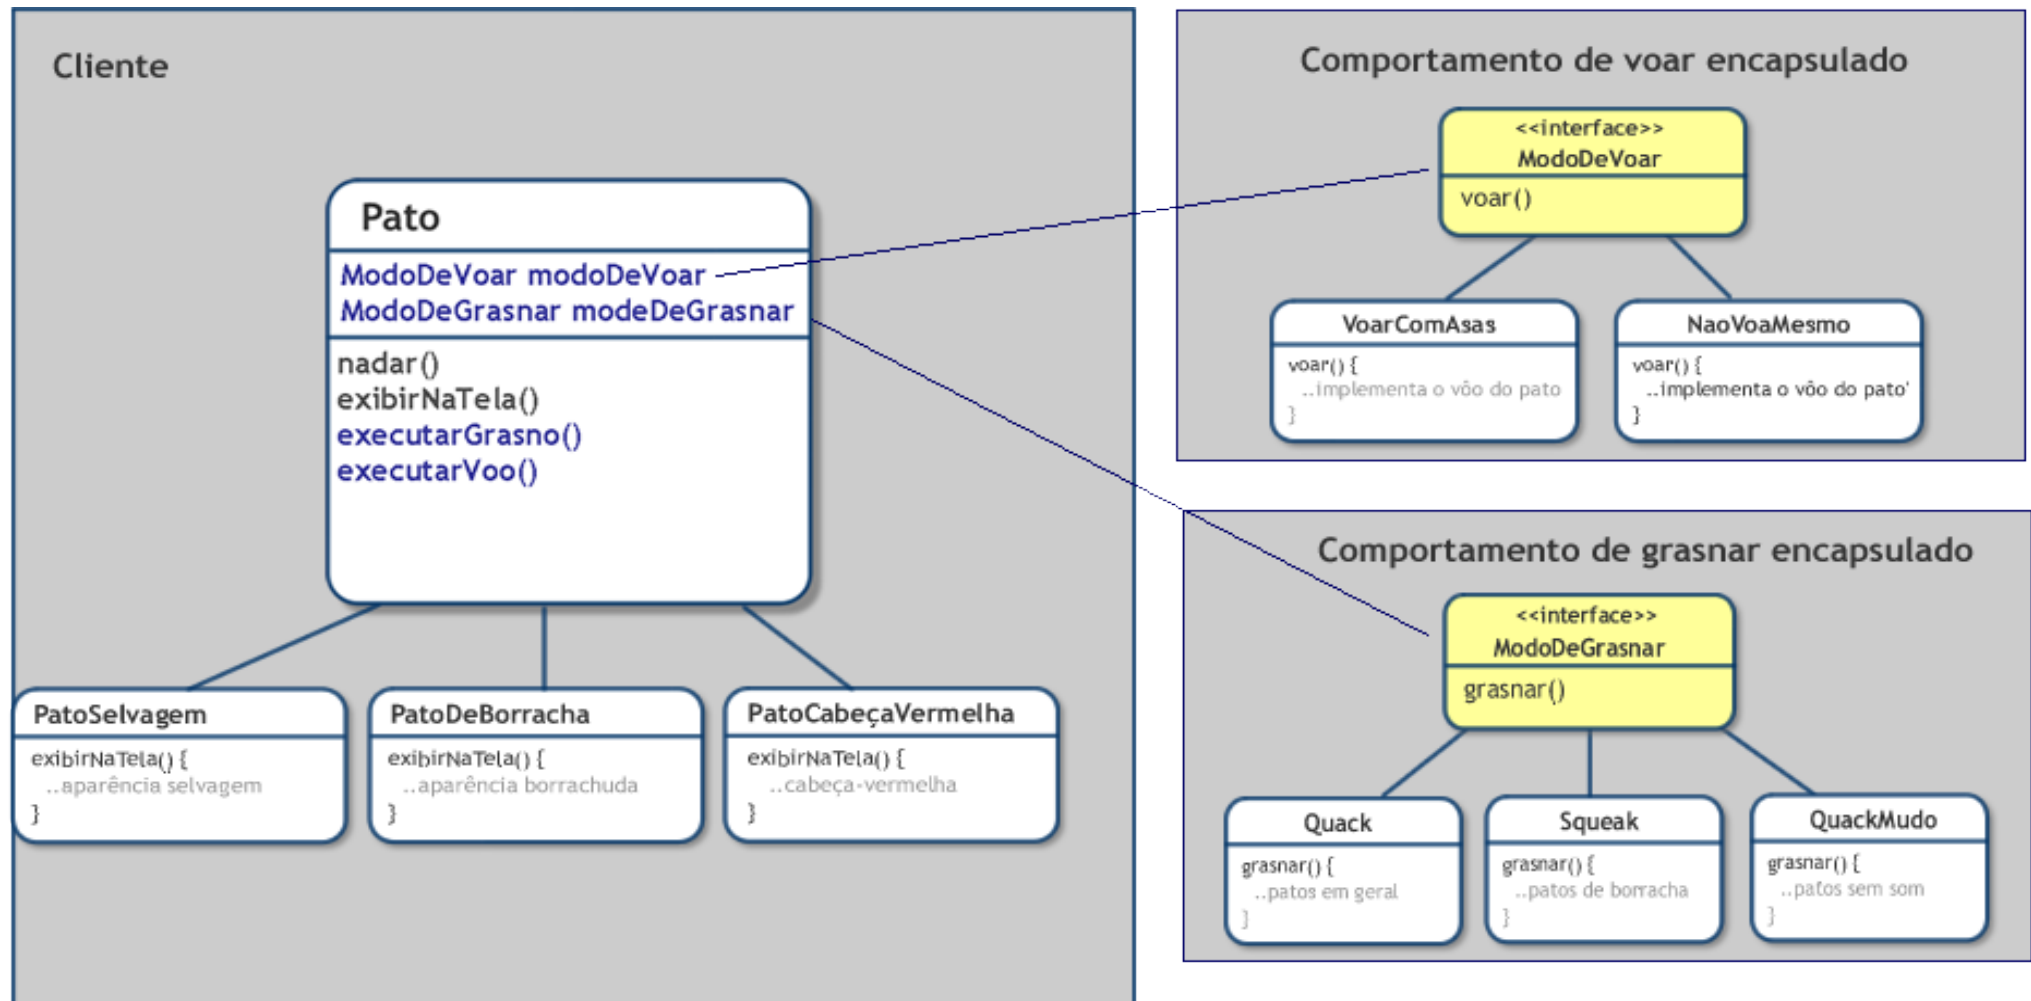 Cliente
Pato
ModoDeVoar modoDeVoar
ModoDeGrasnar modeDeGrasnar
nadar()
exibirNaTela()
executarGrasno()
executarVoo()
PatoSelvagem
exibirNaTela() {
..aparência selvagem
}
PatoDeBorracha
exibirNaTela() {
..aparência borrachuda
}
PatoCabeçaVermelha
exibirNaTela() {
..cabeça-vermelha
}
Comportamento de voar encapsulado
<<interface>>
ModoDeVoar
voar()
VoarComAsas
voar() {
..implementa o vôo do pato
}
NaoVoaMesmo
voar() {
..implementa o vôo do pato'
}
Comportamento de grasnar encapsulado
<<interface>>
ModoDeGrasnar
grasnar()
Quack
grasnar() {
..patos em geral
}
Squeak
grasnar() {
..patos de borracha
}
QuackMudo
grasnar() {
..patos sem som
}